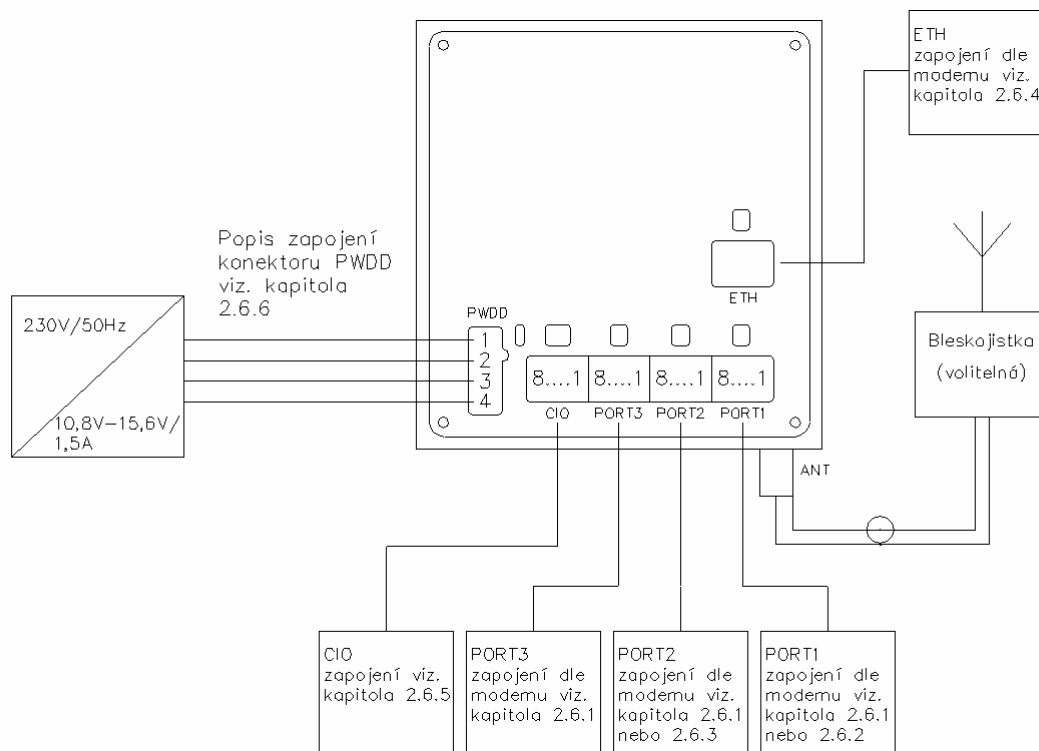 ETH
zapojení dle
modemu viz.
kapitola 2.6.4
Popis zapojení
konektoru PWDD
viz. kapitola
2.6.6
230V/50Hz
10,8V–15,6V/
1,5A
PWDD
1
2
3
4
ETH
8....1
8....1
8....1
8....1
CIO
PORT3
PORT2
PORT1
ANT
Bleskojistka
(volitelná)
CIO
zapojení viz.
kapitola 2.6.5
PORT3
zapojení dle
modemu viz.
kapitola 2.6.1
PORT2
zapojení dle
modemu viz.
kapitola 2.6.1
nebo 2.6.3
PORT1
zapojení dle
modemu viz.
kapitola 2.6.1
nebo 2.6.2